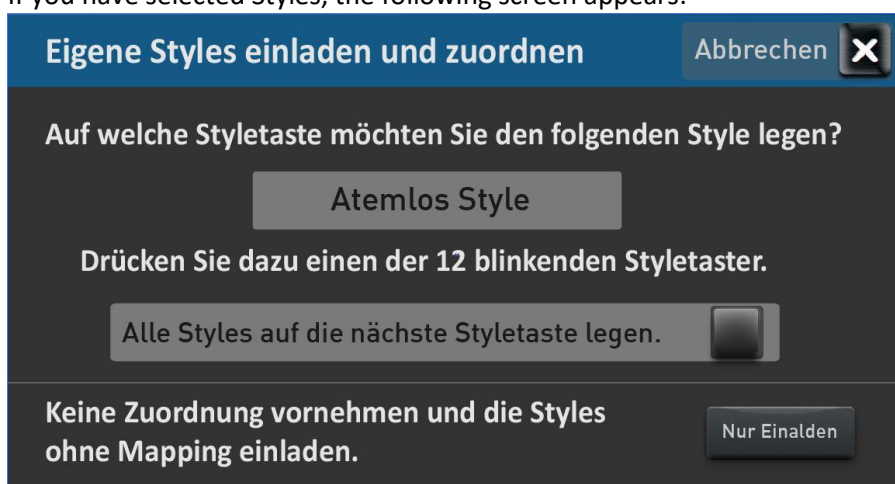 If you have selected Styles, the following screen appears:
Eigene Styles einladen und zuordnen
Abbrechen X
Auf welche Styletaste möchten Sie den folgenden Style legen?
Atemlos Style
Drücken Sie dazu einen der 12 blinkenden Styletaster.
Alle Styles auf die nächste Styletaste legen.
Keine Zuordnung vornehmen und die Styles
ohne Mapping einladen.
Nur Einalden